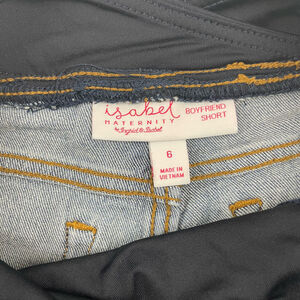 isabel
MATERNITY
by Ingrid & Isabel
BOYFRIEND
SHORT
6
MADE IN
VIETNAM